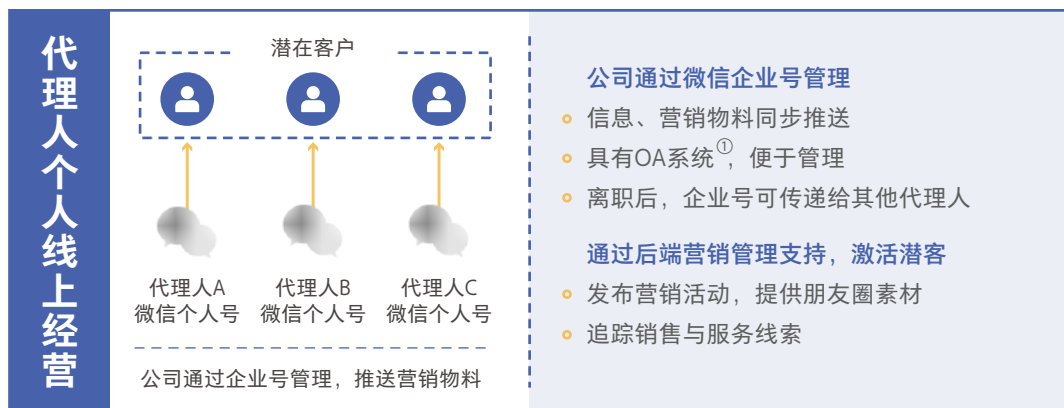 代理人个人线上经营
潜在客户
代理人A
微信个人号
代理人B
微信个人号
代理人C
微信个人号
公司通过企业号管理，推送营销物料
公司通过微信企业号管理
信息、营销物料同步推送
具有OA系统①，便于管理
离职后，企业号可传递给其他代理人
通过后端营销管理支持，激活潜客
发布营销活动，提供朋友圈素材
追踪销售与服务线索